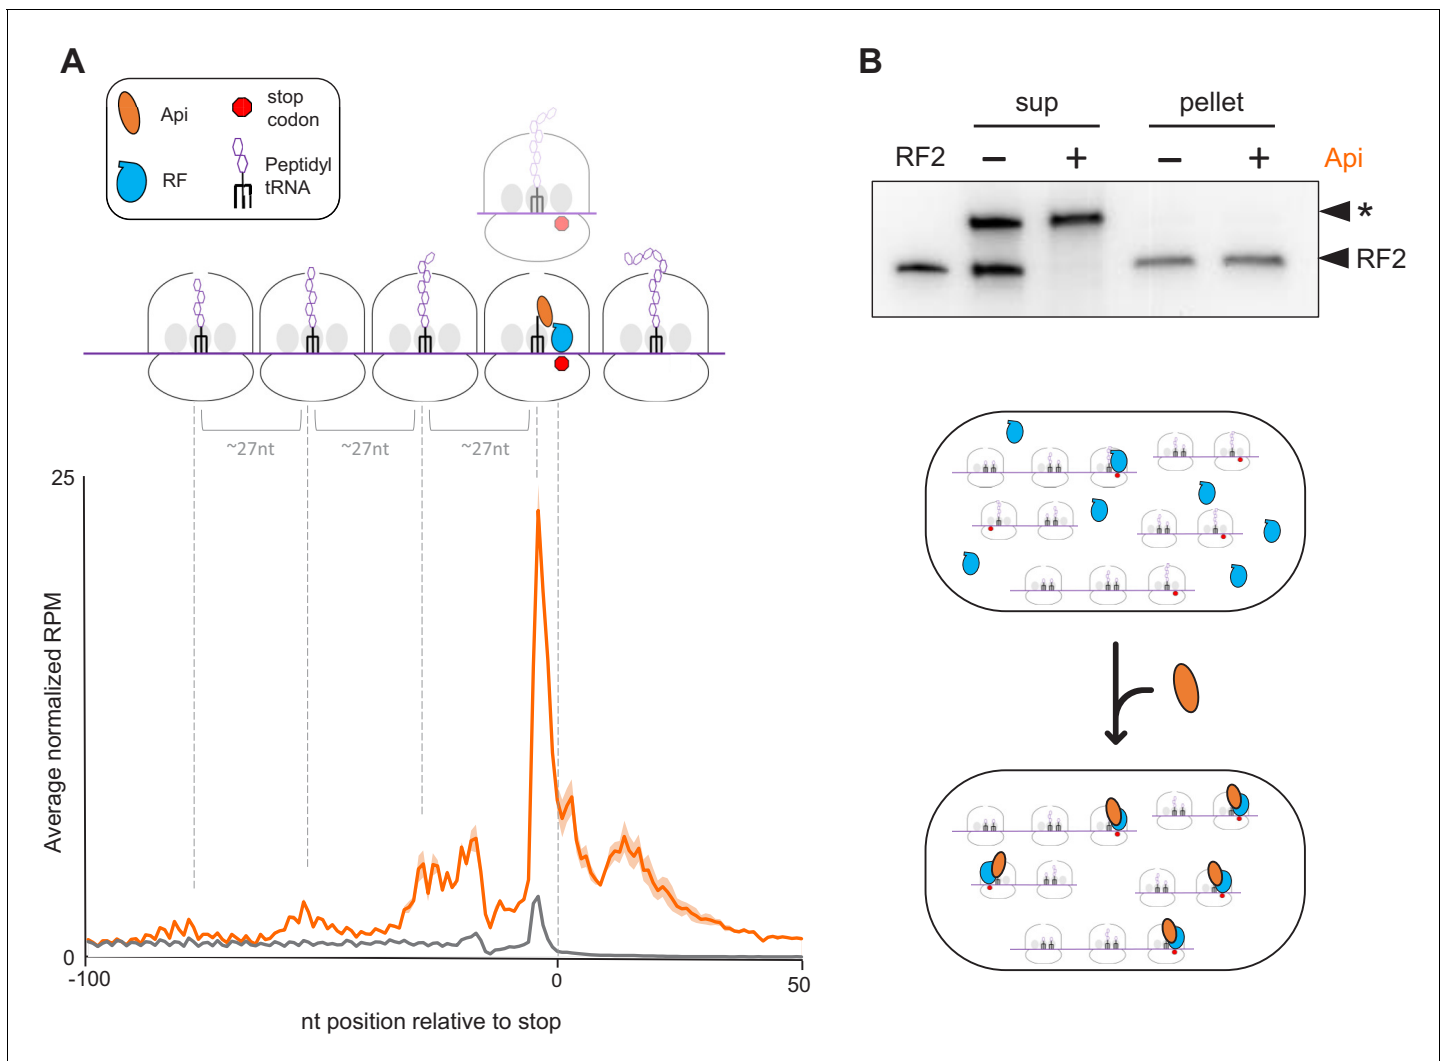 A
Api
stop
codon
RF
Peptidyl
tRNA
~27nt ~27nt ~27nt
25
Average normalized RPM
0
-100 0 50
nt position relative to stop
B
sup pellet
RF2 – + – + Api
*
RF2